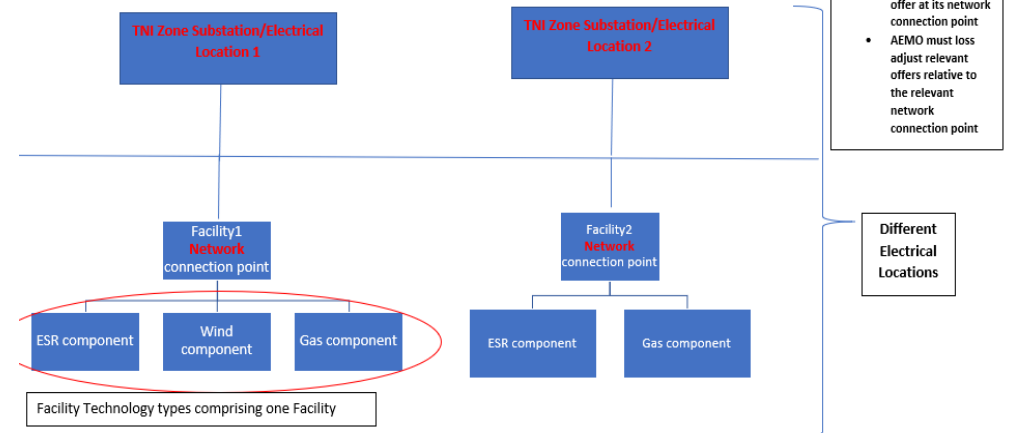 offer at its network
connection point
• AEMO must loss
adjust relevant
offers relative to
the relevant
network
connection point
TNI Zone Substation/Electrical
Location 1
TNI Zone Substation/Electrical
Location 2
Facility1
Network
connection point
Facility2
Network
connection point
Different
Electrical
Locations
ESR component
Wind
component
Gas component
ESR component
Gas component
Facility Technology types comprising one Facility